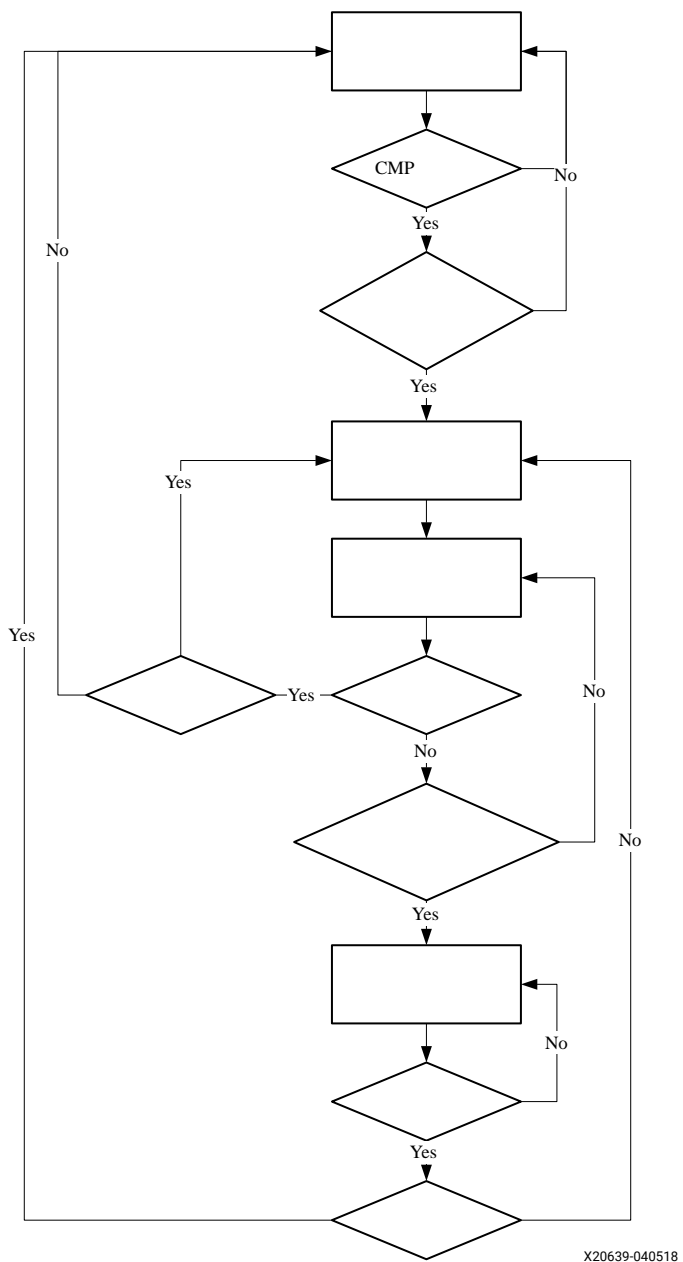 CMP
No
Yes
No
Yes
Yes
Yes
Yes
No
No
No
Yes
No
Yes
X20639-040518